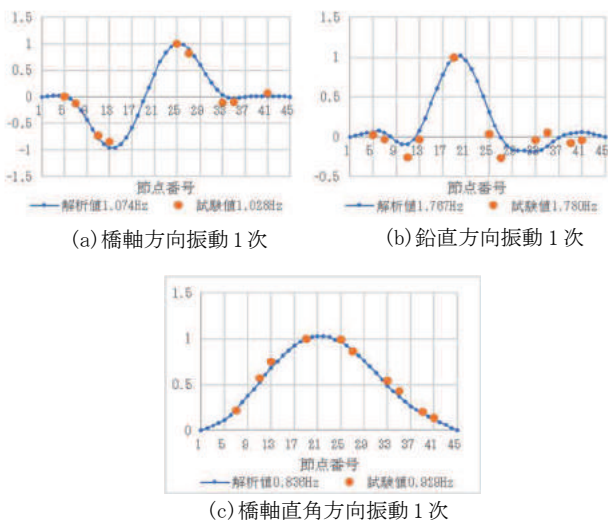 1.5
1
0.5
0
-0.5
-1
-1.5
1 5 9 13 17 21 25 29 33 37 41 45
節点番号
解析値1.074Hz 試験値1.028Hz
(a)橋軸方向振動1次
1.5
1
0.5
0
-0.5
1 5 9 13 17 21 25 29 33 37 41 45
節点番号
解析値1.767Hz 試験値1.780Hz
(b)鉛直方向振動1次
1.5
1
0.5
0
1 5 9 13 17 21 25 29 33 37 41 45
節点番号
解析値0.836Hz 試験値0.929Hz
(c)橋軸直角方向振動1次